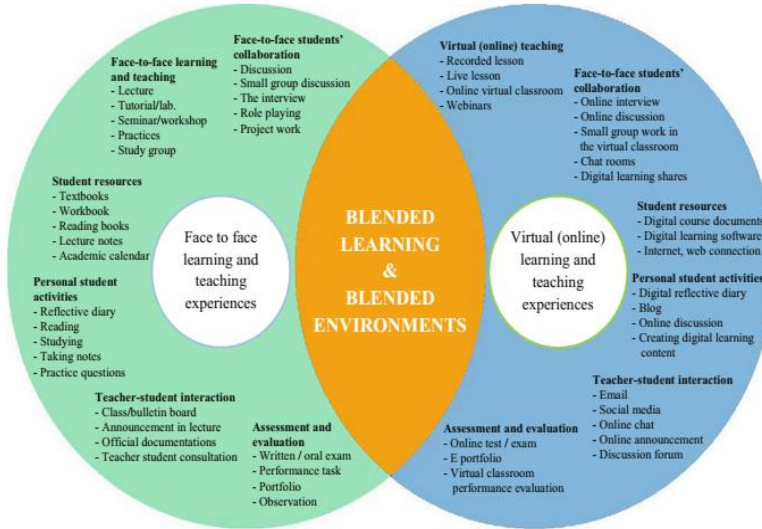 Face-to-face students'
collaboration
- Discussion
- Small group discussion
- The interview
- Role playing
- Project work
Face-to-face learning
and teaching
- Lecture
- Tutorial/lab.
- Seminar/workshop
- Practices
- Study group
Student resources
- Textbooks
- Workbook
- Reading books
- Lecture notes
- Academic calendar
Face to face
learning and
teaching
experiences
Personal student
activities
- Reflective diary
- Reading
- Studying
- Taking notes
- Practice questions
Teacher-student interaction
- Class/bulletin board
- Announcement in lecture
- Official documentations
- Teacher student consultation
Assessment and
evaluation
- Written / oral exam
- Performance task
- Portfolio
- Observation
BLENDED
LEARNING
&
BLENDED
ENVIRONMENTS
Virtual (online) teaching
- Recorded lesson
- Live lesson
- Online virtual classroom
- Webinars
Face-to-face students'
collaboration
- Online interview
- Online discussion
- Small group work in
the virtual classroom
- Chat rooms
- Digital learning shares
Student resources
- Digital course documents
- Digital learning software
- Internet, web connection
Virtual (online)
learning and
teaching
experiences
Personal student activities
- Digital reflective diary
- Blog
- Online discussion
- Creating digital learning
content
Teacher-student interaction
- Email
- Social media
- Online chat
- Online announcement
- Discussion forum
Assessment and evaluation
- Online test / exam
- E portfolio
- Virtual classroom
performance evaluation